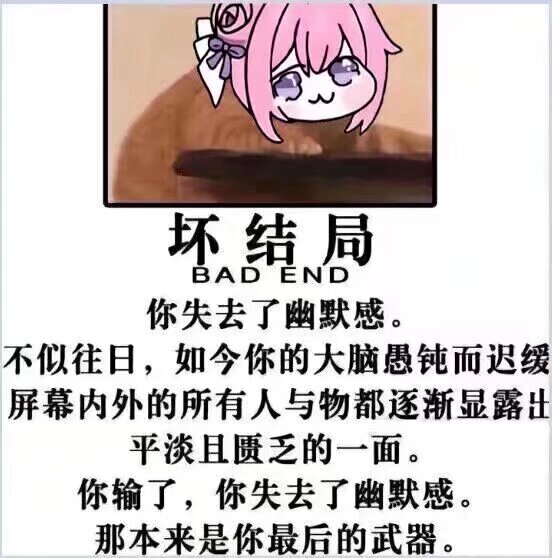 坏结局
BAD END
你失去了幽默感。
不似往日，如今你的大脑愚钝而迟缓
屏幕内外的所有人与物都逐渐显露出
平淡且匮乏的一面。
你输了，你失去了幽默感。
那本来是你最后的武器。